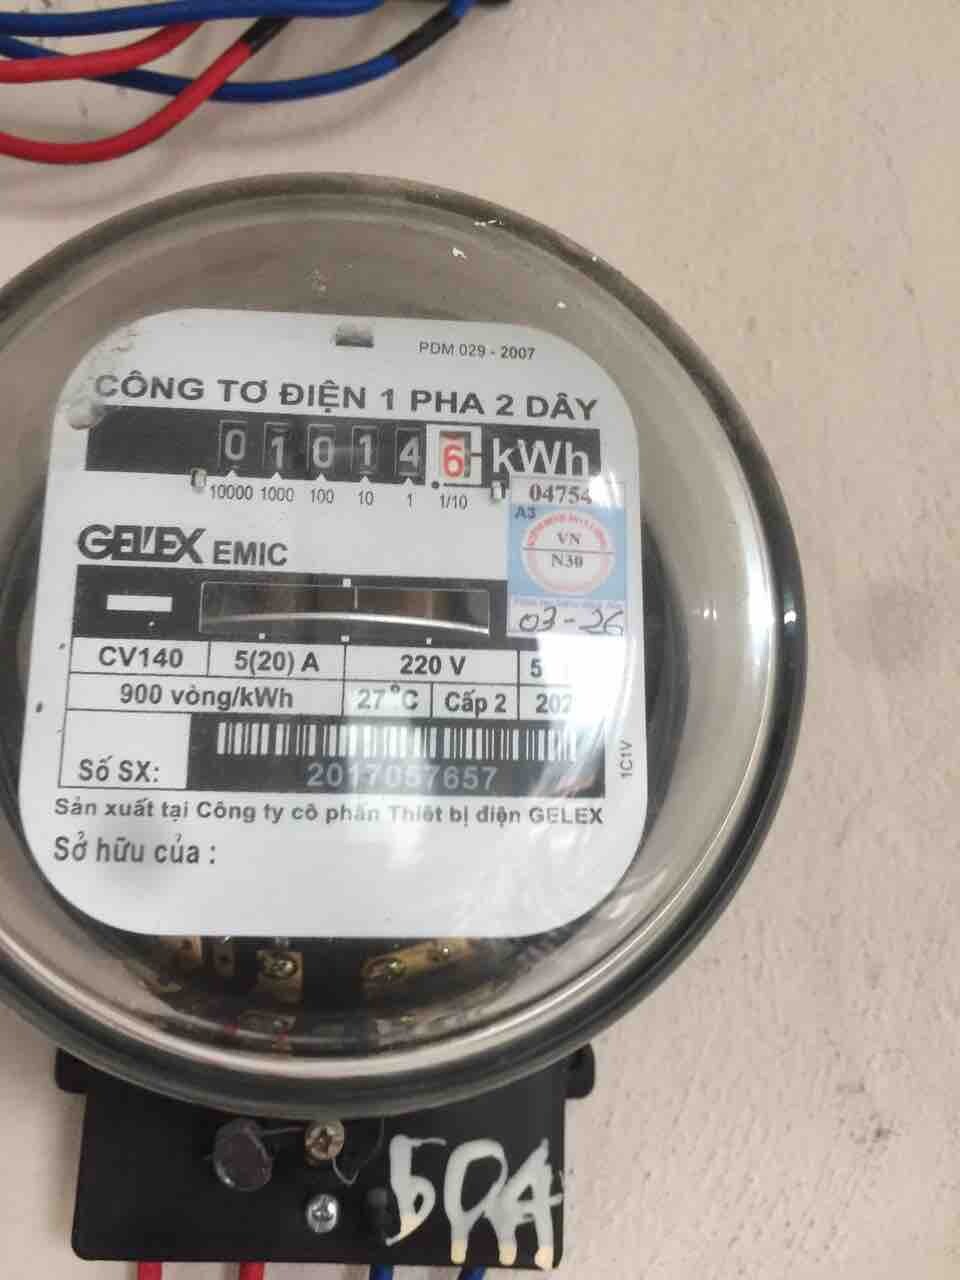 PDM 029 - 2007
CÔNG TƠ ĐIỆN 1 PHA 2 DÂY
0 1 0 1 4 6 kWh
10000 1000 100 10 1 1/10
04754
A3
VN
N30
03-26
GELEX EMIC
CV140 5(20) A 220 V 5
900 vòng/kWh 27°C Cấp 2 202
Số SX: 2017057657
1C1V
Sản xuất tại Công ty cổ phần Thiết bị điện GELEX
Sở hữu của :
504